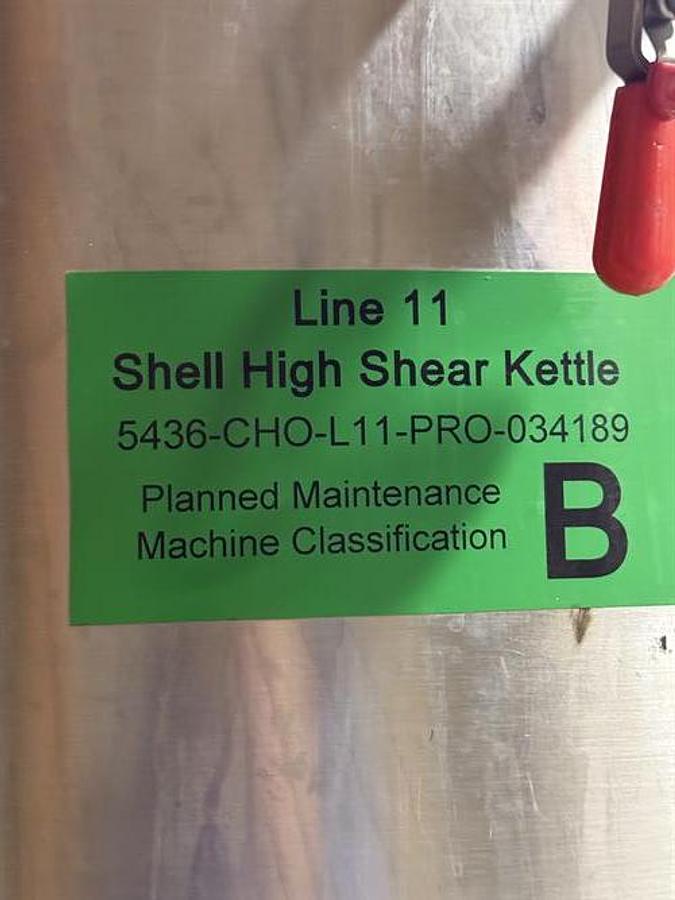 Line 11
Shell High Shear Kettle
5436-CHO-L11-PRO-034189
Planned Maintenance
Machine Classification
B